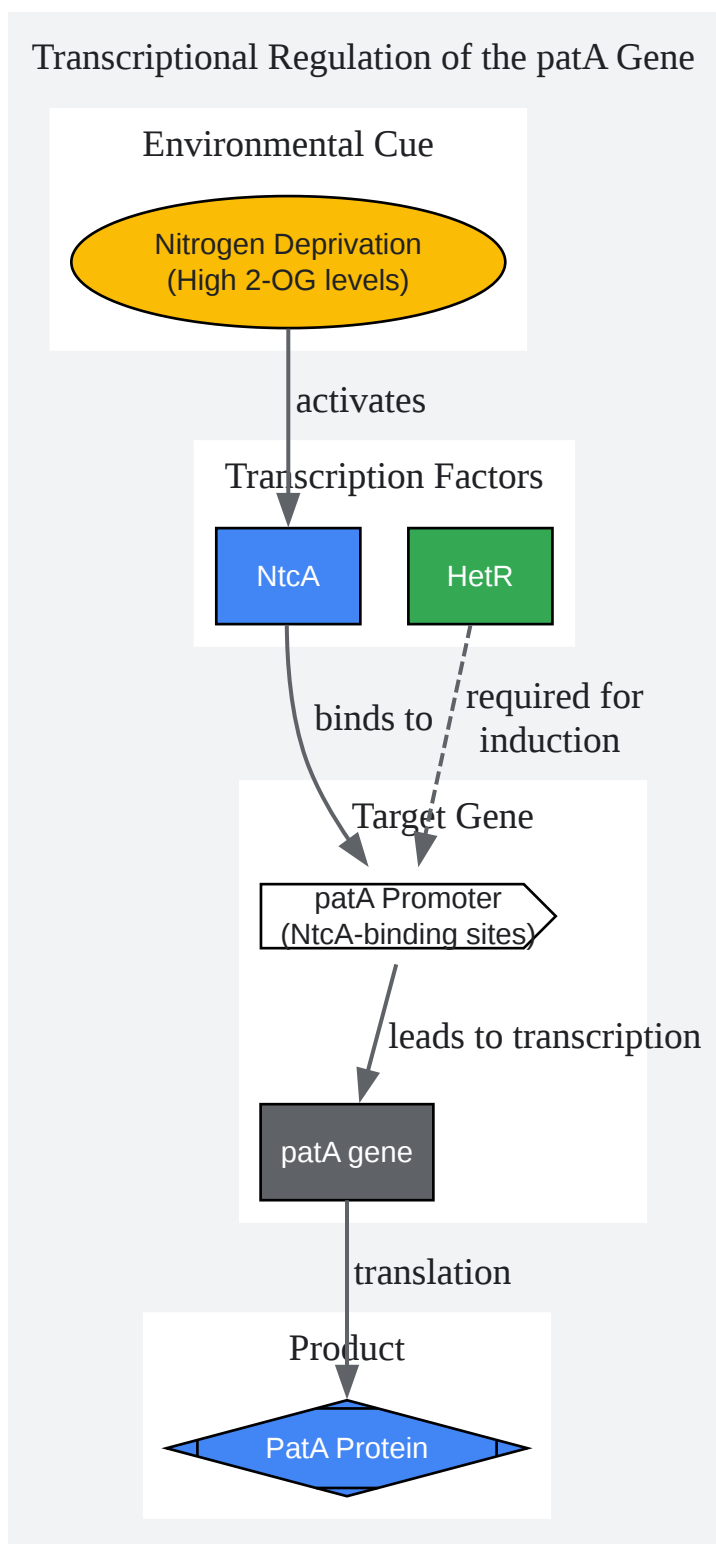 Transcriptional Regulation of the patA Gene
Environmental Cue
Nitrogen Deprivation
(High 2-OG levels)
activates
Transcription Factors
NtcA
HetR
binds to
required for
induction
Target Gene
patA Promoter
(NtcA-binding sites)
leads to transcription
patA gene
translation
Product
PatA Protein